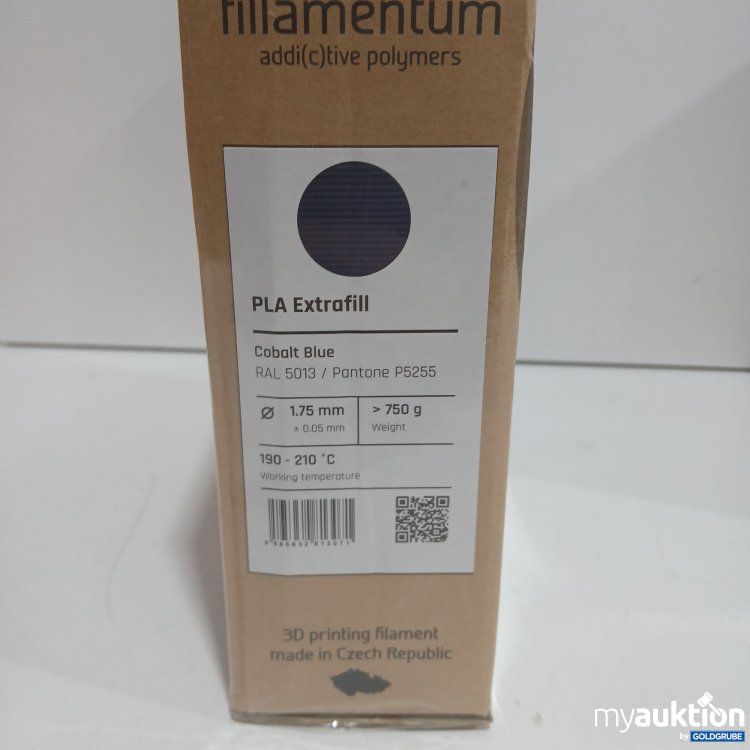 fillamentum
addi(c)tive polymers
PLA Extrafill
Cobalt Blue
RAL 5013 / Pantone P5255
Ø 1.75 mm
± 0.05 mm
> 750 g
Weight
190 - 210 °C
Working temperature
3D printing filament
made in Czech Republic
myauktion
by GOLDGRUBE